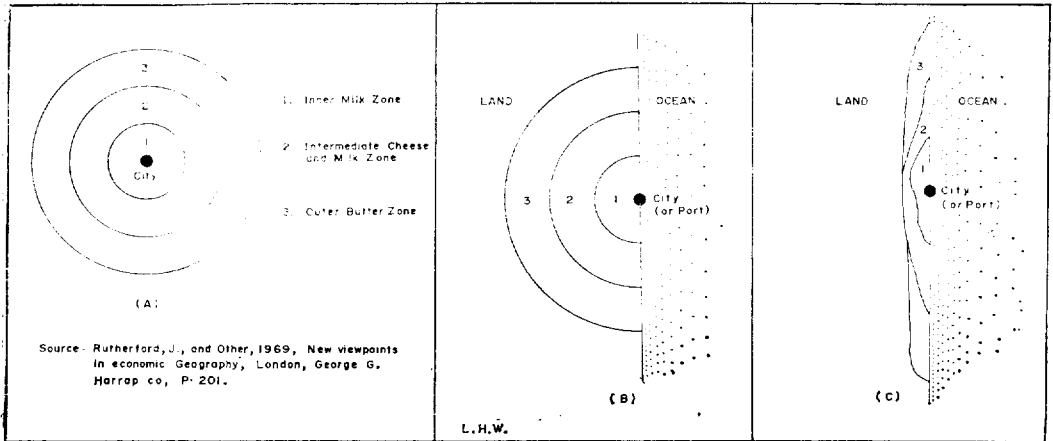 3
2
1
City
1. Inner Milk Zone
2 Intermediate Cheese
and Milk Zone
3. Outer Butter Zone
(A)
Source - Rutherford, J., and Other, 1969, New viewpoints
in economic Geography, London, George G.
Harrap co, P. 201.
LAND
OCEAN.
3 2 1
City
(or Port)
(B)
L.H.W.
3
LAND
OCEAN.
2
1
City
(or Port)
(C)